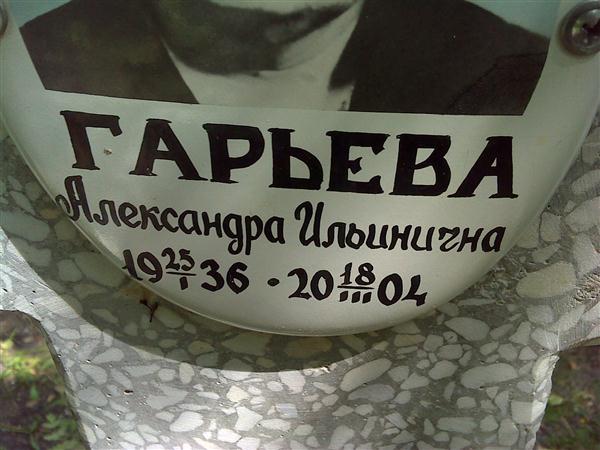 ГАРЬЕВА
Александра Ильинична
19 25/I 36 · 20 18/III 04